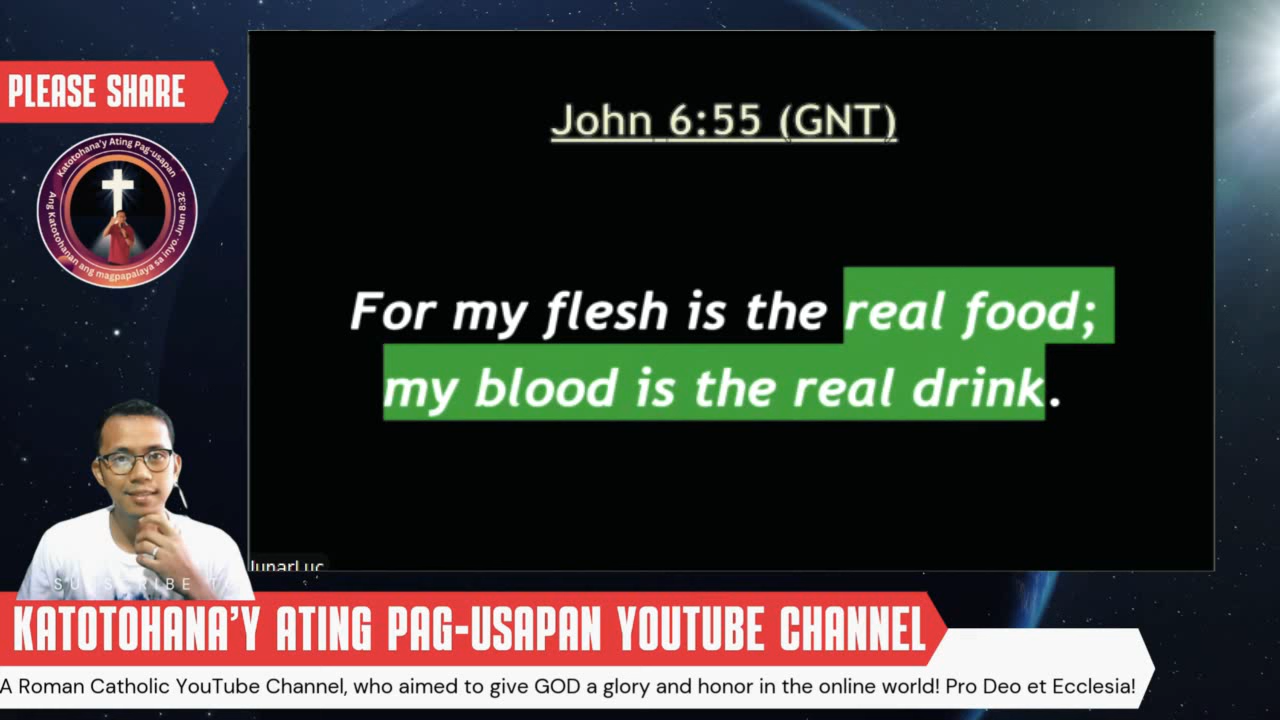 PLEASE SHARE
Katotohana'y Ating Pag-usapan
Ang Katotohanan ang magpapalaya sa inyo. Juan 8:32
John 6:55 (GNT)
For my flesh is the real food;
my blood is the real drink.
JunarLuc
SUBSCRIBE TO
KATOTOHANA'Y ATING PAG-USAPAN YOUTUBE CHANNEL
A Roman Catholic YouTube Channel, who aimed to give GOD a glory and honor in the online world! Pro Deo et Ecclesia!